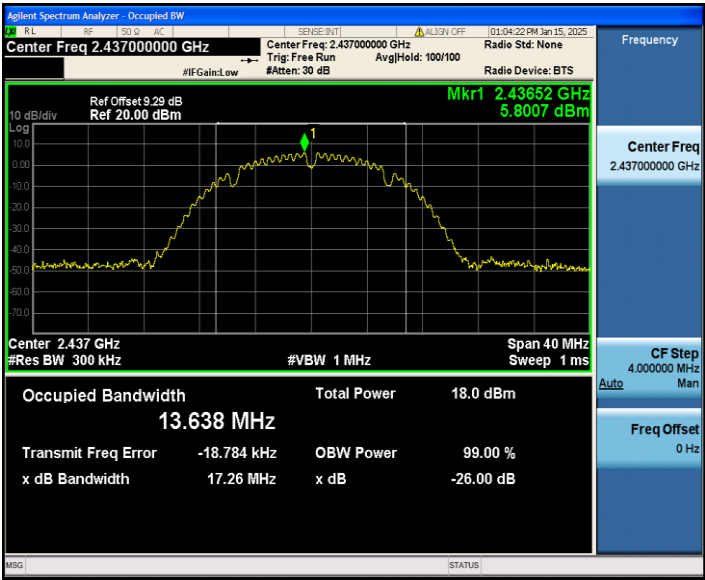 Agilent Spectrum Analyzer - Occupied BW
RL RF 50 Ω AC SENSE:INT ALIGN OFF 01:04:22 PM Jan 15, 2025
Center Freq 2.437000000 GHz
Center Freq: 2.437000000 GHz
Radio Std: None
Trig: Free Run Avg|Hold: 100/100
#IFGain:Low
#Atten: 30 dB
Radio Device: BTS
Frequency
Mkr1 2.43652 GHz
5.8007 dBm
Ref Offset 9.29 dB
10 dB/div Ref 20.00 dBm
Log
1
10.0
0.00
-10.0
-20.0
-30.0
-40.0
-50.0
-60.0
-70.0
Center 2.437 GHz Span 40 MHz
#Res BW 300 kHz #VBW 1 MHz Sweep 1 ms
Occupied Bandwidth Total Power 18.0 dBm
13.638 MHz
Transmit Freq Error -18.784 kHz OBW Power 99.00 %
x dB Bandwidth 17.26 MHz x dB -26.00 dB
Center Freq
2.437000000 GHz
CF Step
4.000000 MHz
Auto Man
Freq Offset
0 Hz
MSG STATUS